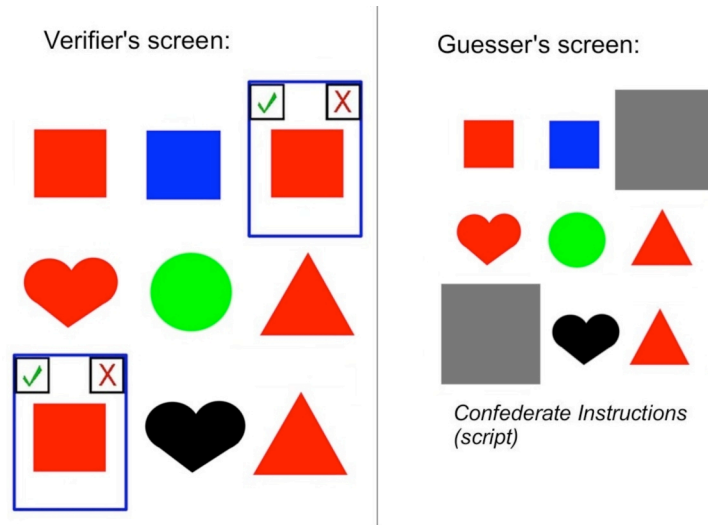 Verifier's screen:
Guesser's screen:
X
X
Confederate Instructions
(script)